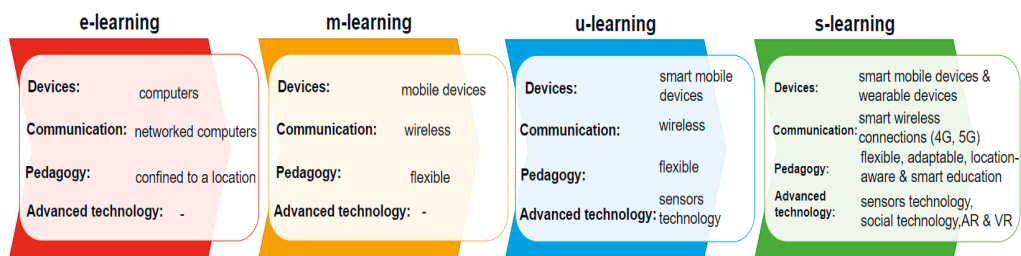 e-learning
Devices: computers
Communication: networked computers
Pedagogy: confined to a location
Advanced technology: -
m-learning
Devices: mobile devices
Communication: wireless
Pedagogy: flexible
Advanced technology: -
u-learning
Devices: smart mobile
devices
Communication: wireless
Pedagogy: flexible
Advanced technology: sensors
technology
s-learning
Devices: smart mobile devices &
wearable devices
Communication: smart wireless
connections (4G, 5G)
Pedagogy: flexible, adaptable, location-
aware & smart education
Advanced
technology: sensors technology,
social technology,AR & VR